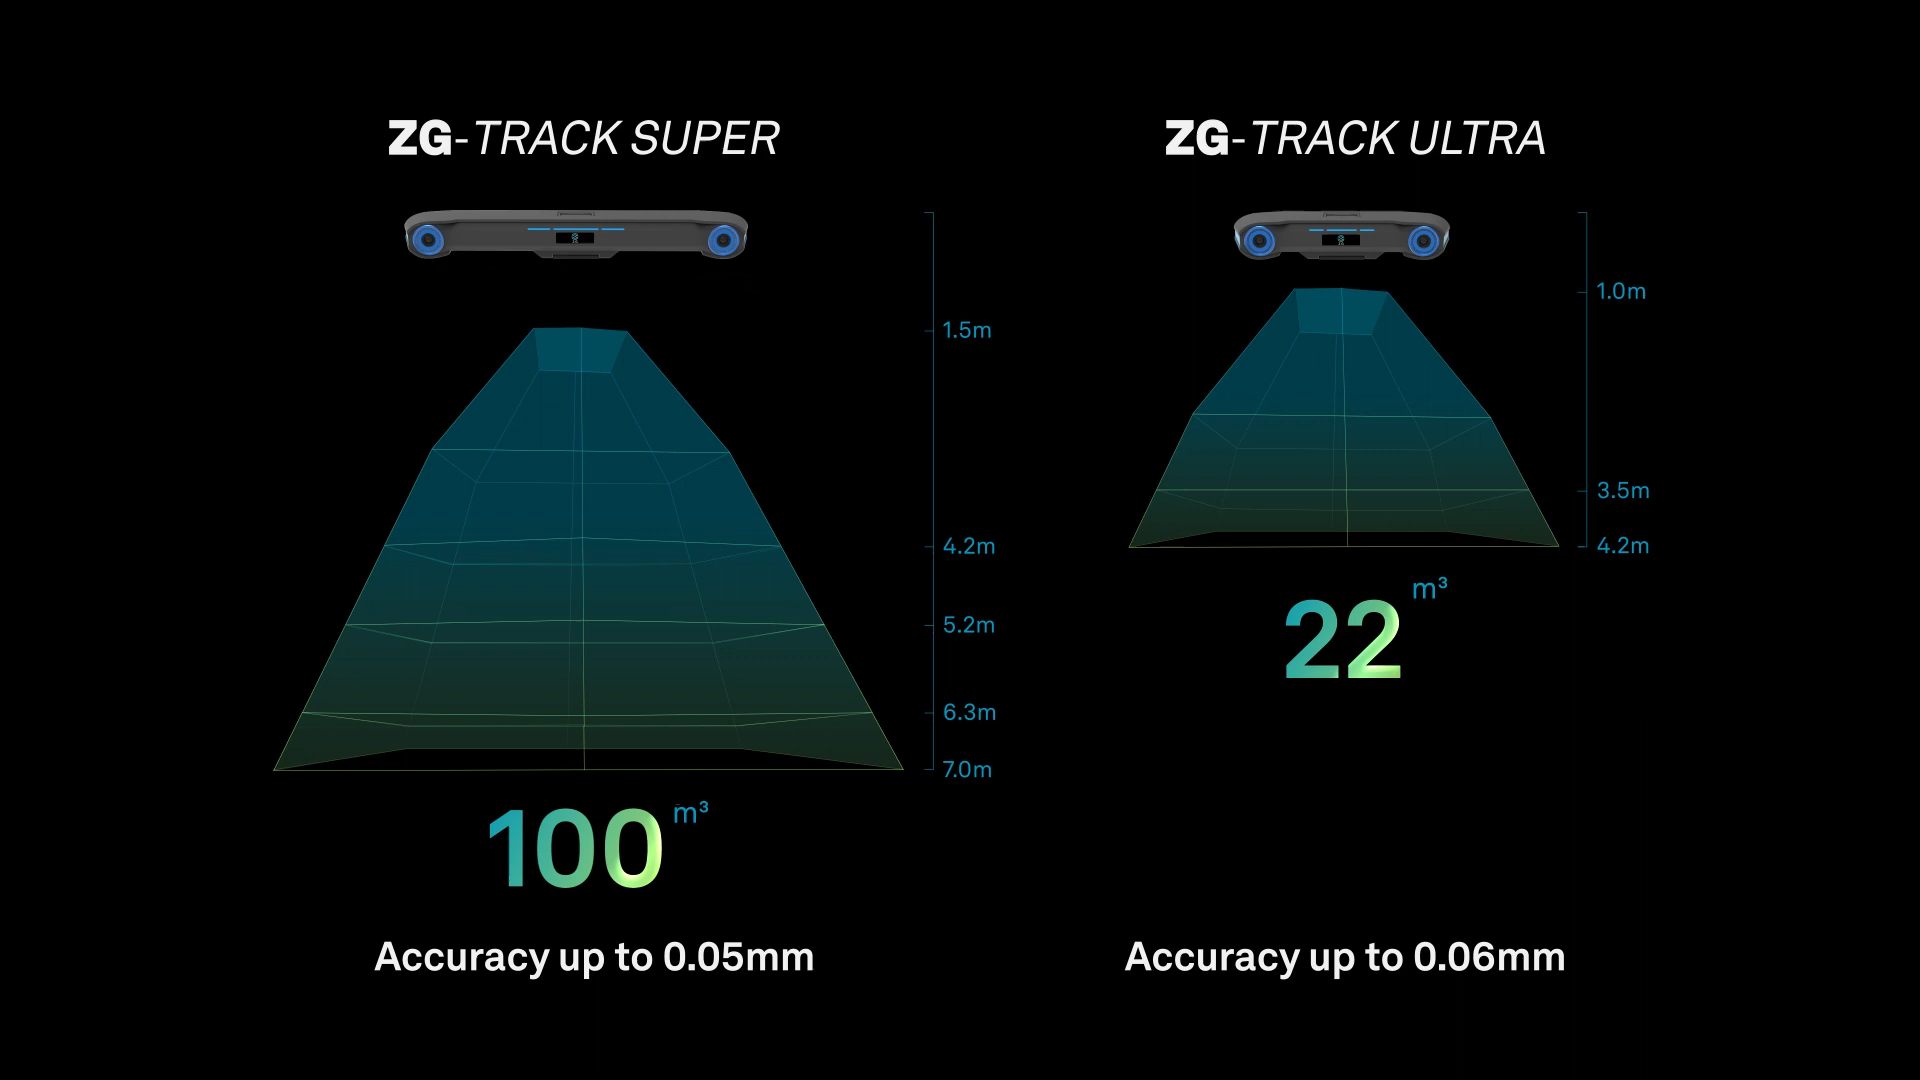 ZG-TRACK SUPER
1.5m
4.2m
5.2m
6.3m
7.0m
100 m³
Accuracy up to 0.05mm
ZG-TRACK ULTRA
1.0m
3.5m
4.2m
22 m³
Accuracy up to 0.06mm